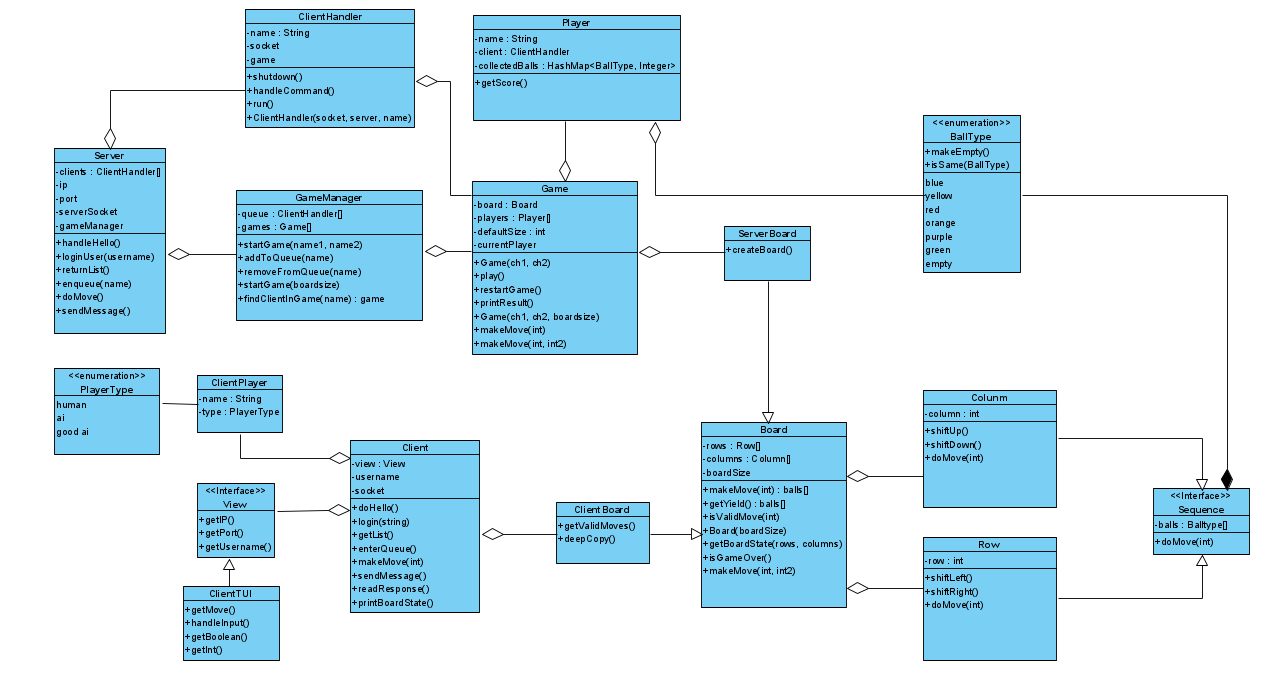 ClientHandler
-name : String
-socket
-game
+shutdown()
+handleCommand()
+run()
+ClientHandler(socket, server, name)
Player
-name : String
-client : ClientHandler
-collectedBalls : HashMap<BallType, Integer>
+getScore()
<<enumeration>>
BallType
+makeEmpty()
+isSame(BallType)
blue
yellow
red
orange
purple
green
empty
Server
-clients : ClientHandler[]
-ip
-port
-serverSocket
-gameManager
+handleHello()
+loginUser(username)
+returnList()
+enqueue(name)
+doMove()
+sendMessage()
GameManager
-queue : ClientHandler[]
-games : Game[]
+startGame(name1, name2)
+addToQueue(name)
+removeFromQueue(name)
+startGame(boardsize)
+findClientInGame(name) : game
Game
-board : Board
-players : Player[]
-defaultSize : int
-currentPlayer
+Game(ch1, ch2)
+play()
+restartGame()
+printResult()
+Game(ch1, ch2, boardsize)
+makeMove(int)
+makeMove(int, int2)
ServerBoard
+createBoard()
<<enumeration>>
PlayerType
human
ai
good ai
ClientPlayer
-name : String
-type : PlayerType
Client
-view : View
-username
-socket
+doHello()
+login(string)
+getList()
+enterQueue()
+makeMove(int)
+sendMessage()
+readResponse()
+printBoardState()
<<Interface>>
View
+getIP()
+getPort()
+getUsername()
ClientTUI
+getMove()
+handleInput()
+getBoolean()
+getInt()
ClientBoard
+getValidMoves()
+deepCopy()
Board
-rows : Row[]
-columns : Column[]
-boardSize
+makeMove(int) : balls[]
+getYield() : balls[]
+isValidMove(int)
+Board(boardSize)
+getBoardState(rows, columns)
+isGameOver()
+makeMove(int, int2)
Colunm
-column : int
+shiftUp()
+shiftDown()
+doMove(int)
Row
-row : int
+shiftLeft()
+shiftRight()
+doMove(int)
<<Interface>>
Sequence
-balls : Balltype[]
+doMove(int)